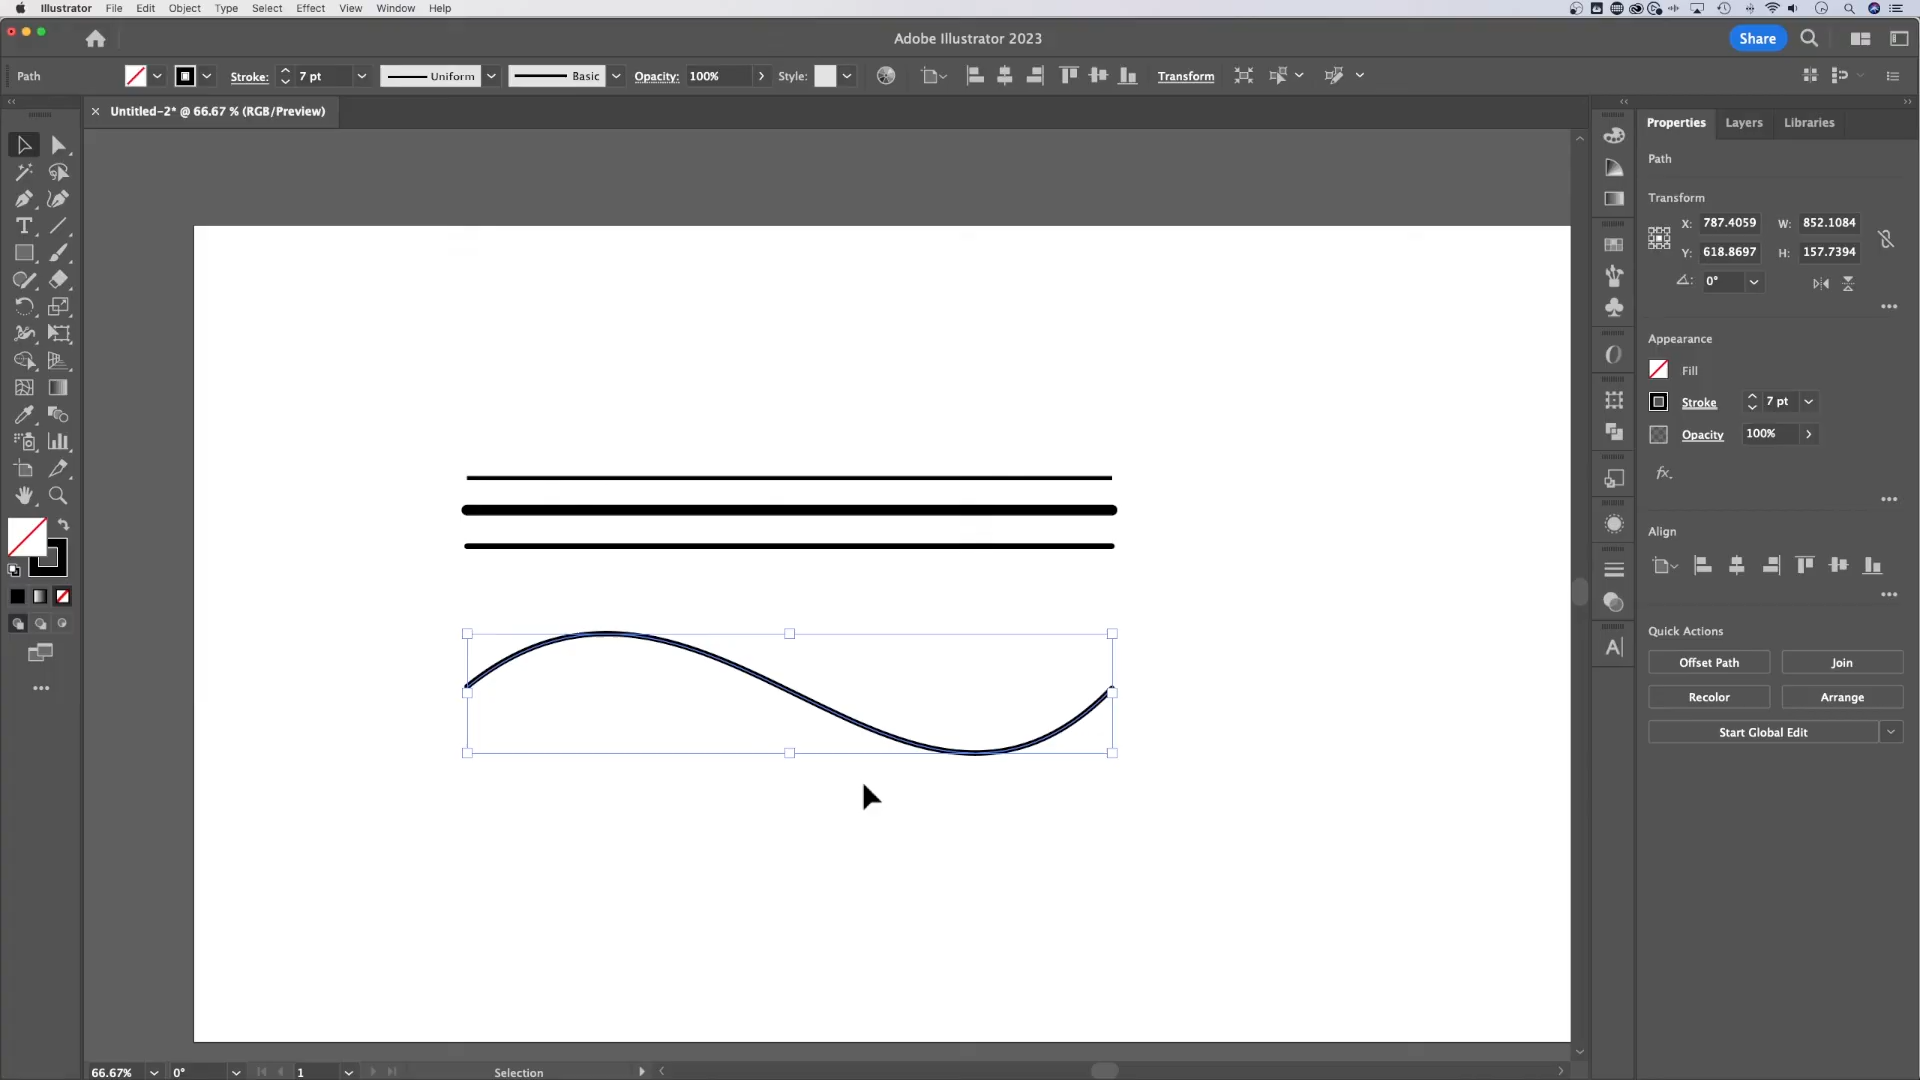 Illustrator File Edit Object Type Select Effect View Window Help
Adobe Illustrator 2023
Share
Path
Stroke: 7 pt
Uniform
Basic
Opacity: 100%
Style:
Transform
Untitled-2* @ 66.67 % (RGB/Preview)
Properties Layers Libraries
Path
Transform
X: 787.4059 W: 852.1084
Y: 618.8697 H: 157.7394
0°
Appearance
Fill
Stroke 7 pt
Opacity 100%
fx.
Align
Quick Actions
Offset Path Join
Recolor Arrange
Start Global Edit
66.67% 0° 1 Selection